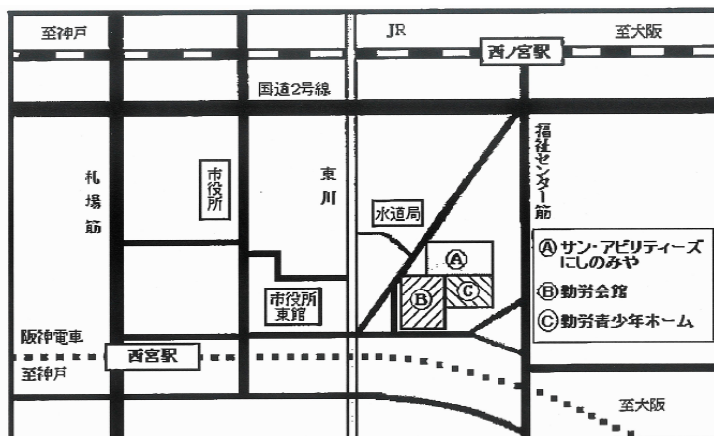 至神戸
JR
西ノ宮駅
至大阪
国道2号線
札場筋
市役所
東川
水道局
福祉センター筋
Ⓐ
Ⓑ
Ⓒ
Ⓐ サン・アビリティーズ
にしのみや
Ⓑ 勤労会館
Ⓒ 勤労青少年ホーム
市役所
東館
阪神電車
西宮駅
至神戸
至大阪